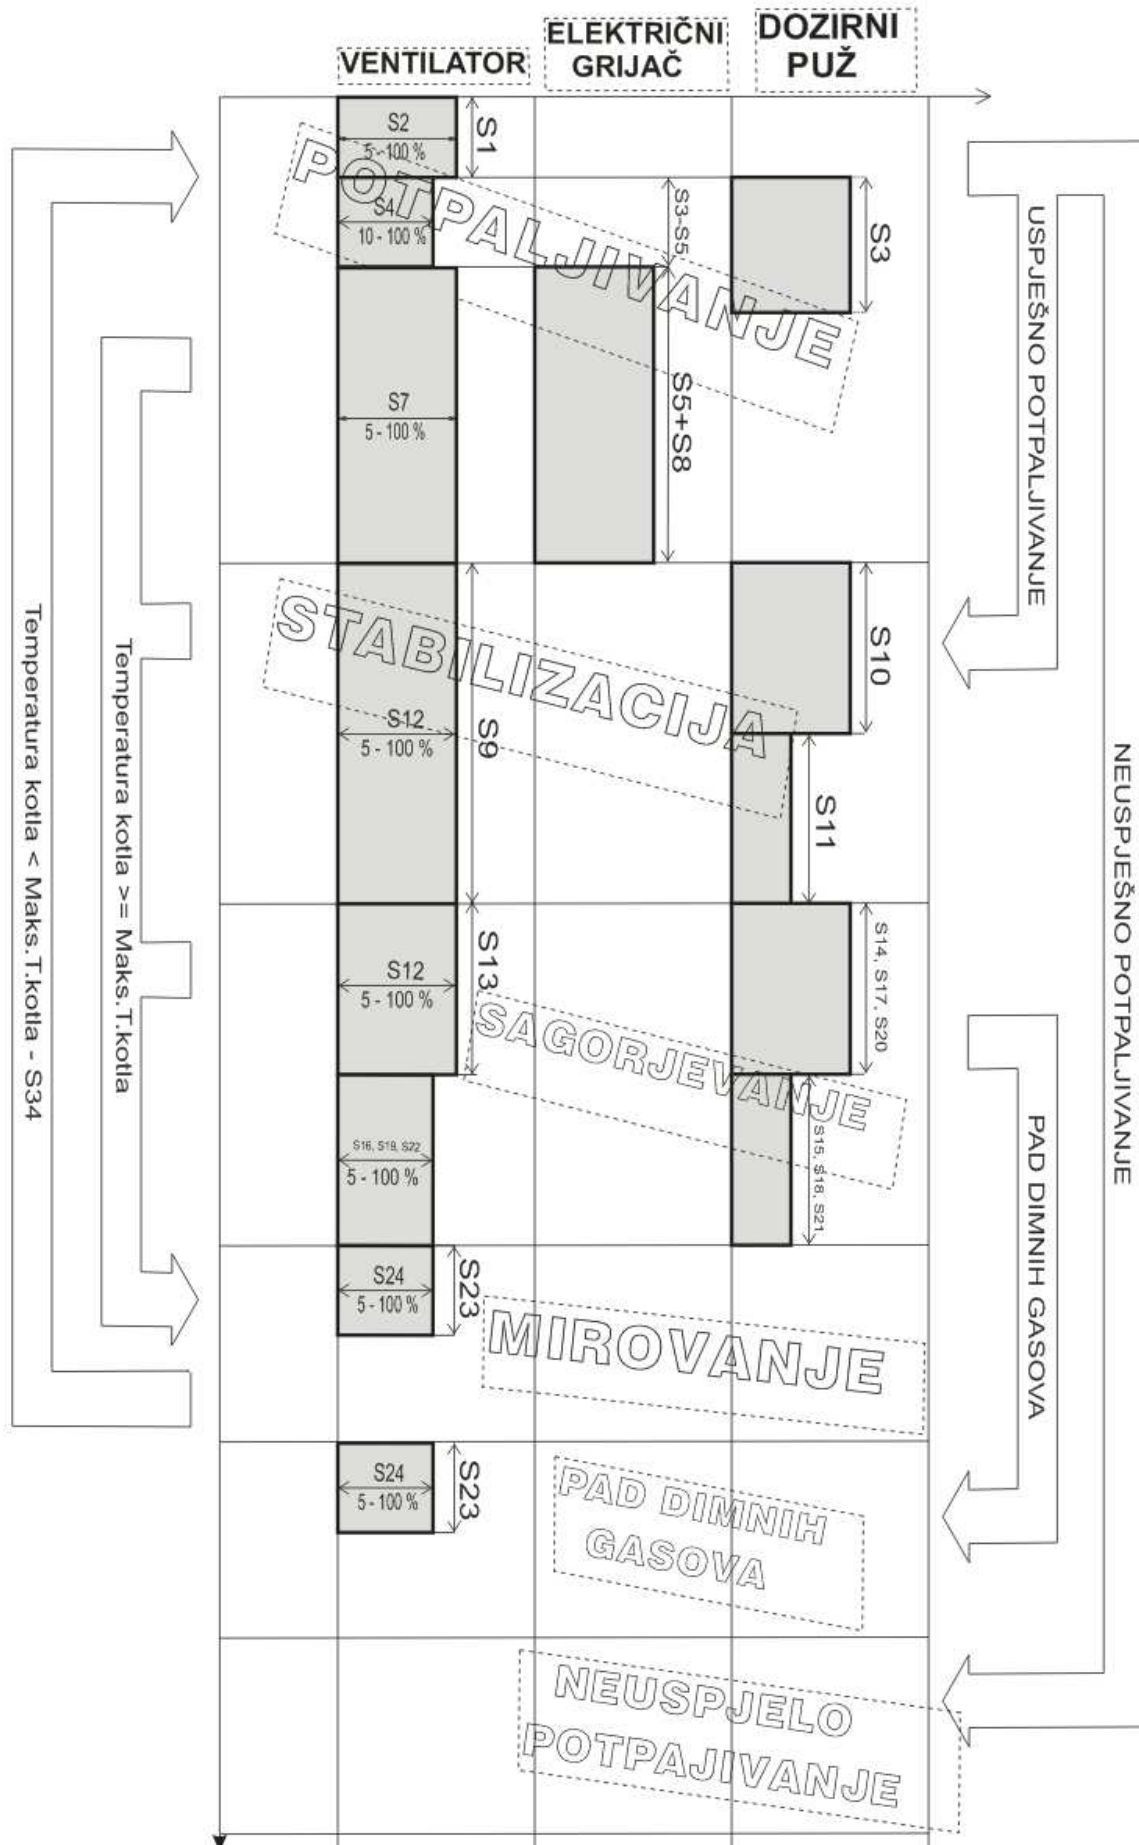 VENTILATOR
ELEKTRIČNI
GRIJAČ
DOZIRNI
PUŽ
S2
5 - 100 %
S1
S4
10 - 100 %
S3-S5
S3
POTPALJIVANJE
S7
5 - 100 %
S5+S8
STABILIZACIJA
S12
5 - 100 %
S9
S10
S11
S12
5 - 100 %
S13
S14, S17, S20
SAGORJEVANJE
S16, S19, S22
5 - 100 %
S15, S18, S21
S24
5 - 100 %
S23
MIROVANJE
S24
5 - 100 %
S23
PAD DIMNIH
GASOVA
NEUSPJELO
POTPAJIVANJE
Temperatura kotla < Maks.T.kotla - S34
Temperatura kotla >= Maks.T.kotla
USPJEŠNO POTPALJIVANJE
NEUSPJEŠNO POTPALJIVANJE
PAD DIMNIH GASOVA